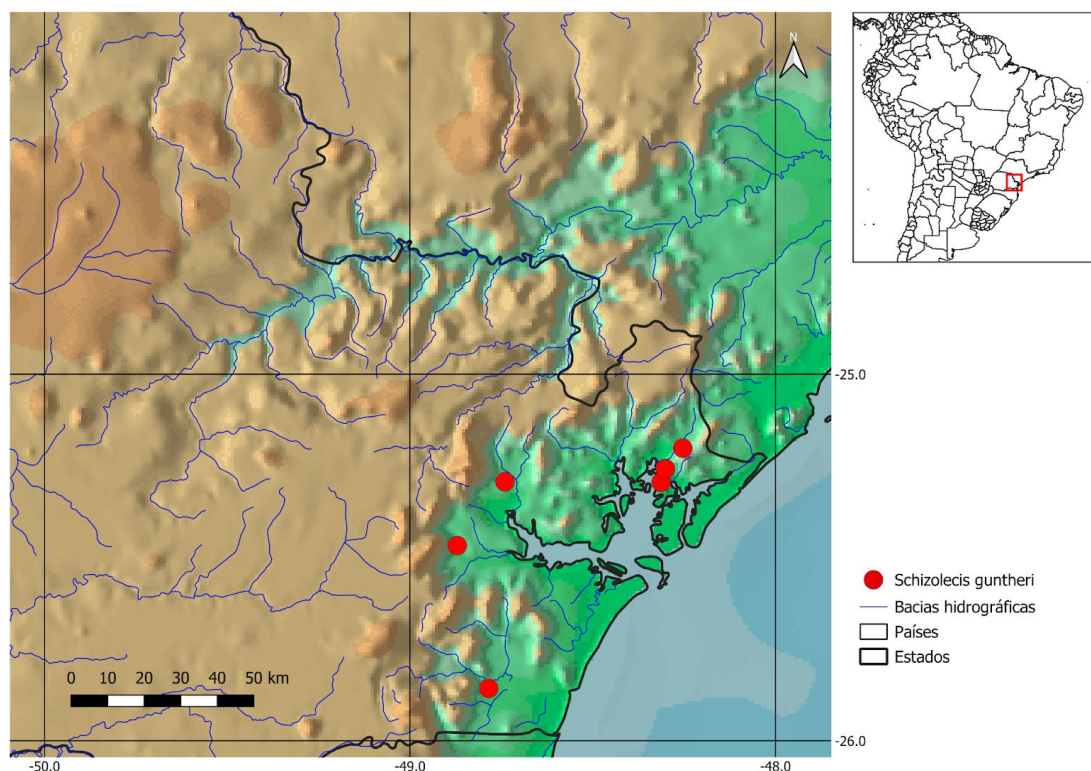 N
-25.0
Schizolecis guntheri
Bacias hidrográficas
Países
Estados
0 10 20 30 40 50 km
-26.0
-50.0 -49.0 -48.0